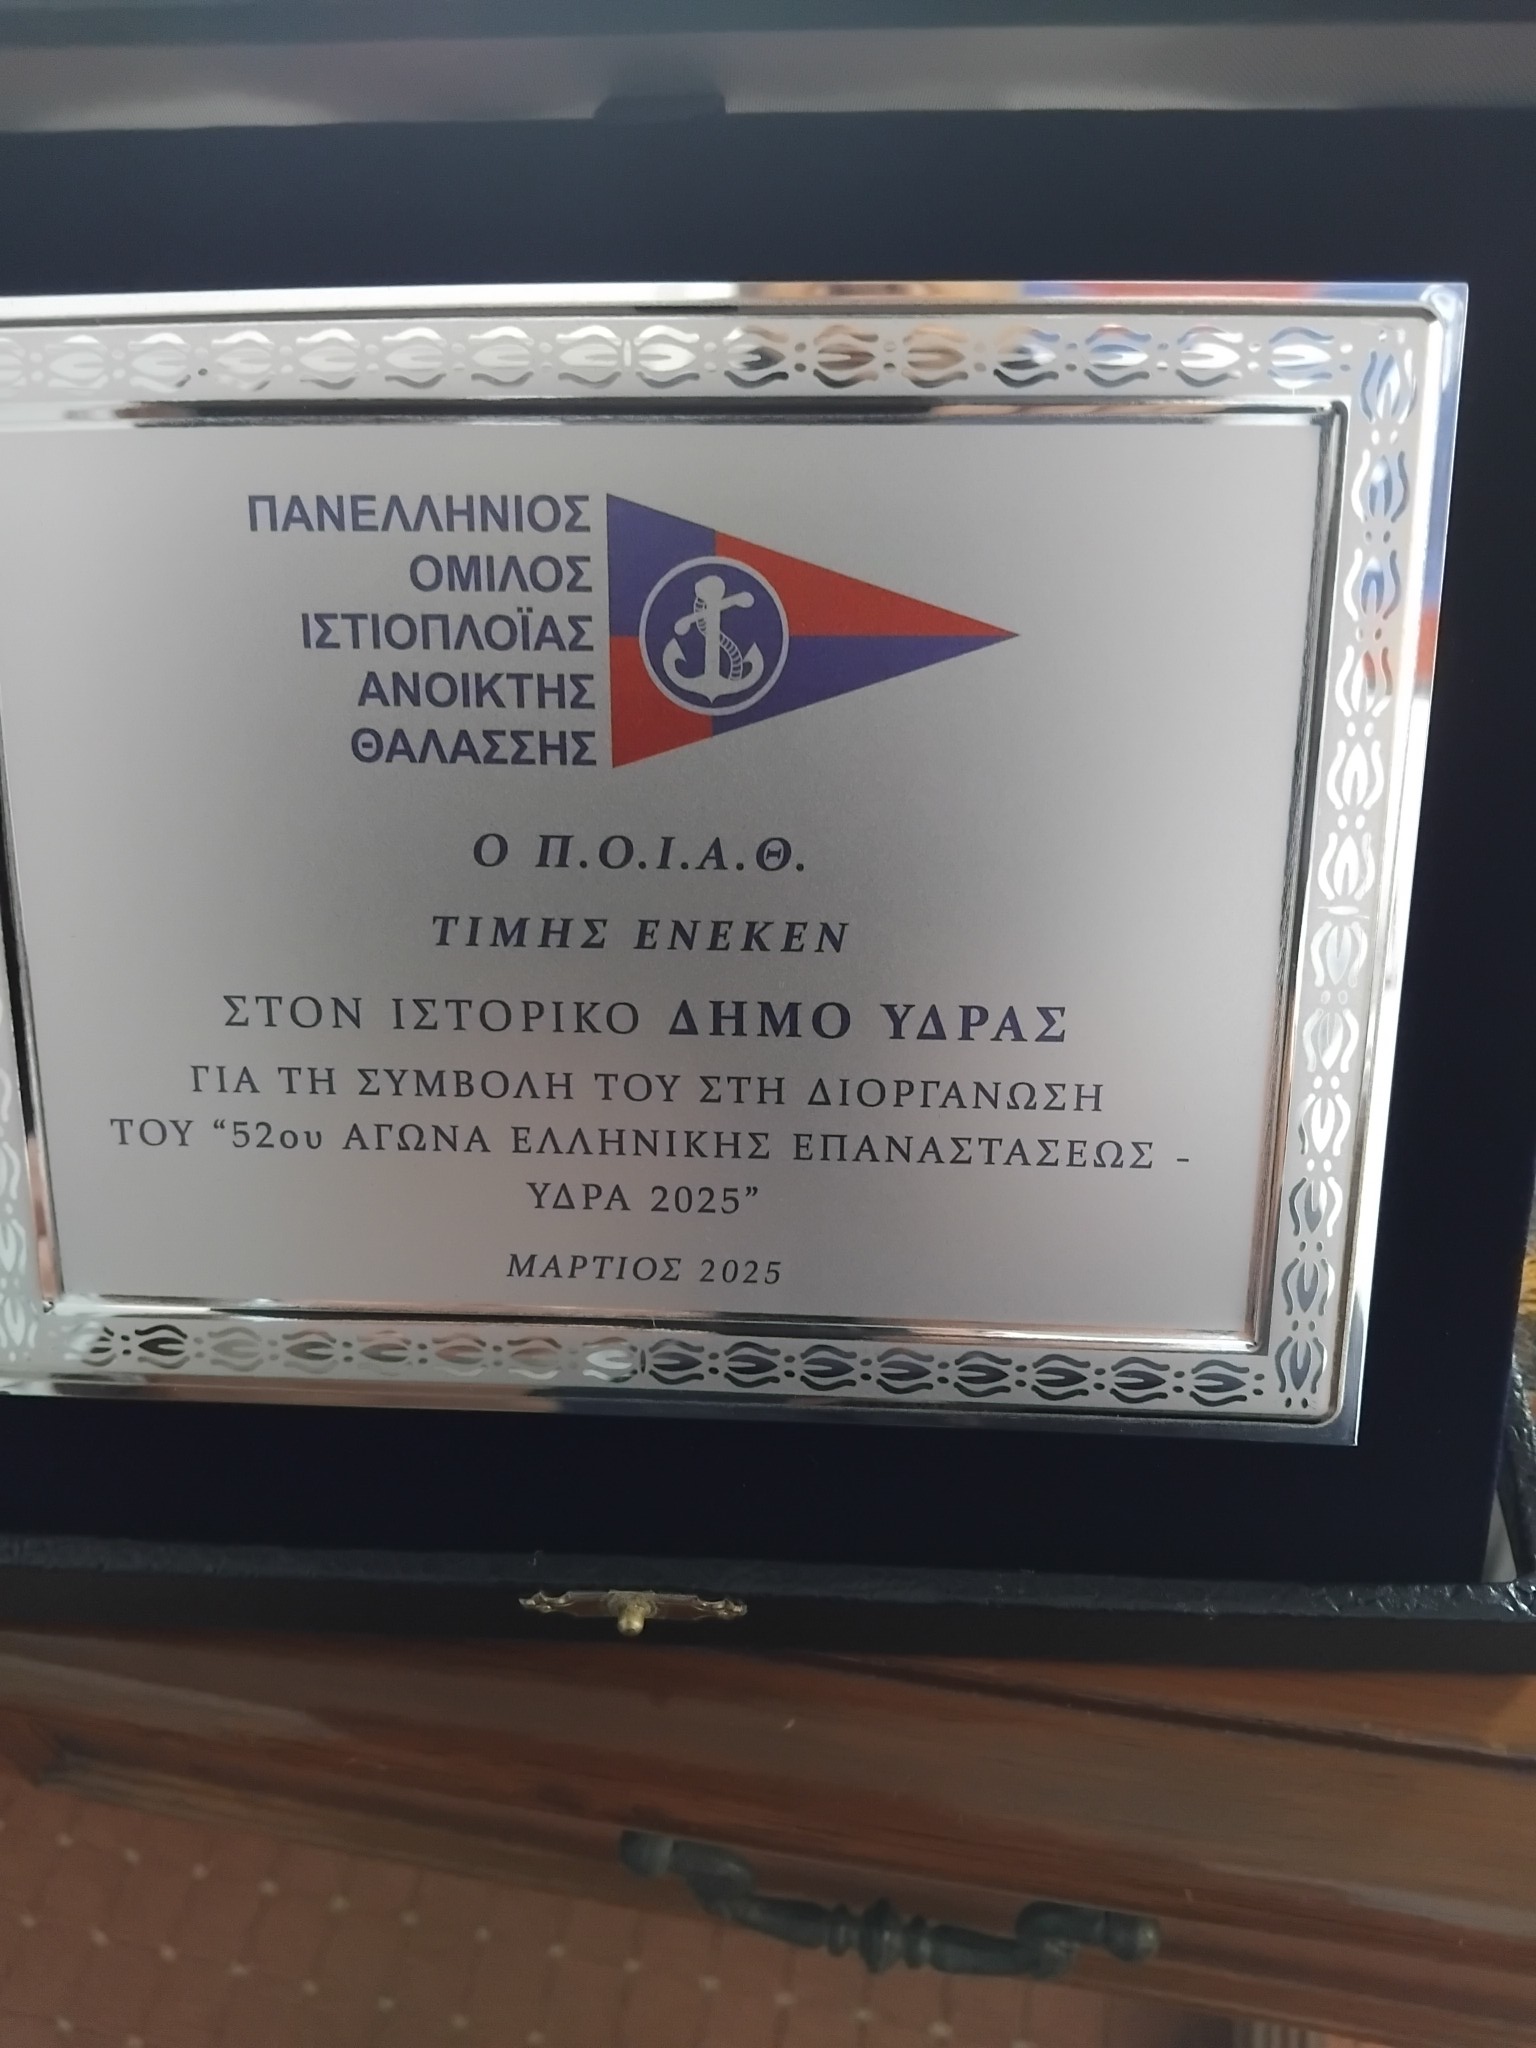 ΠΑΝΕΛΛΗΝΙΟΣ
ΟΜΙΛΟΣ
ΙΣΤΙΟΠΛΟΪΑΣ
ΑΝΟΙΚΤΗΣ
ΘΑΛΑΣΣΗΣ
Ο Π.Ο.Ι.Α.Θ.
ΤΙΜΗΣ ΕΝΕΚΕΝ
ΣΤΟΝ ΙΣΤΟΡΙΚΟ ΔΗΜΟ ΥΔΡΑΣ
ΓΙΑ ΤΗ ΣΥΜΒΟΛΗ ΤΟΥ ΣΤΗ ΔΙΟΡΓΑΝΩΣΗ
ΤΟΥ “52ου ΑΓΩΝΑ ΕΛΛΗΝΙΚΗΣ ΕΠΑΝΑΣΤΑΣΕΩΣ -
ΥΔΡΑ 2025”
ΜΑΡΤΙΟΣ 2025